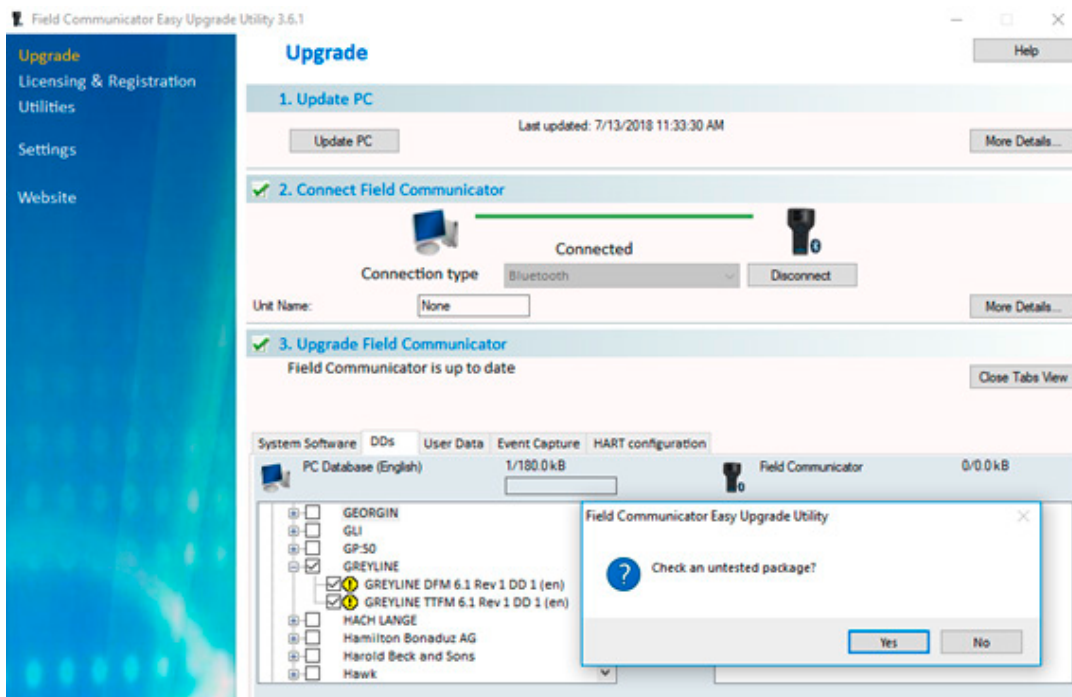 Field Communicator Easy Upgrade Utility 3.6.1
Upgrade
Licensing & Registration
Utilities
Settings
Website
Upgrade
Help
1. Update PC
Update PC
Last updated: 7/13/2018 11:33:30 AM
More Details...
2. Connect Field Communicator
Connected
Connection type
Bluetooth
Disconnect
Unit Name:
None
More Details...
3. Upgrade Field Communicator
Field Communicator is up to date
Close Tabs View
System Software DDs User Data Event Capture HART configuration
PC Database (English) 1/180.0 kB Field Communicator 0/0.0 kB
GEORGIN
GLI
GP:50
GREYLINE
GREYLINE DFM 6.1 Rev 1 DD 1 (en)
GREYLINE TTFM 6.1 Rev 1 DD 1 (en)
HACH LANGE
Hamilton Bonaduz AG
Harold Beck and Sons
Hawk
Field Communicator Easy Upgrade Utility
?
Check an untested package?
Yes No